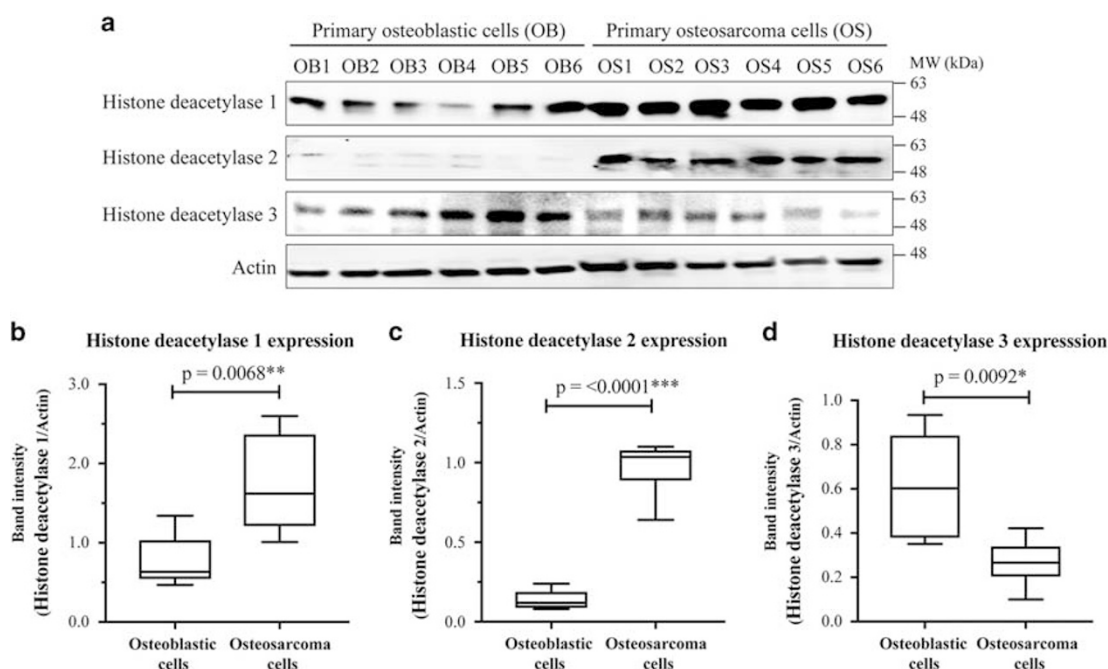 a
Primary osteoblastic cells (OB) Primary osteosarcoma cells (OS)
OB1 OB2 OB3 OB4 OB5 OB6 OS1 OS2 OS3 OS4 OS5 OS6 MW (kDa)
Histone deacetylase 1
63
48
Histone deacetylase 2
63
48
Histone deacetylase 3
63
48
Actin
48
b
Histone deacetylase 1 expression
p = 0.0068**
Band intensity
(Histone deacetylase 1/Actin)
3.0
2.0
1.0
0.0
Osteoblastic cells
Osteosarcoma cells
c
Histone deacetylase 2 expression
p = <0.0001***
Band intensity
(Histone deacetylase 2/Actin)
1.5
1.0
0.5
0.0
Osteoblastic cells
Osteosarcoma cells
d
Histone deacetylase 3 expresssion
p = 0.0092*
Band intensity
(Histone deacetylase 3/Actin)
1.0
0.8
0.6
0.4
0.2
0.0
Osteoblastic cells
Osteosarcoma cells